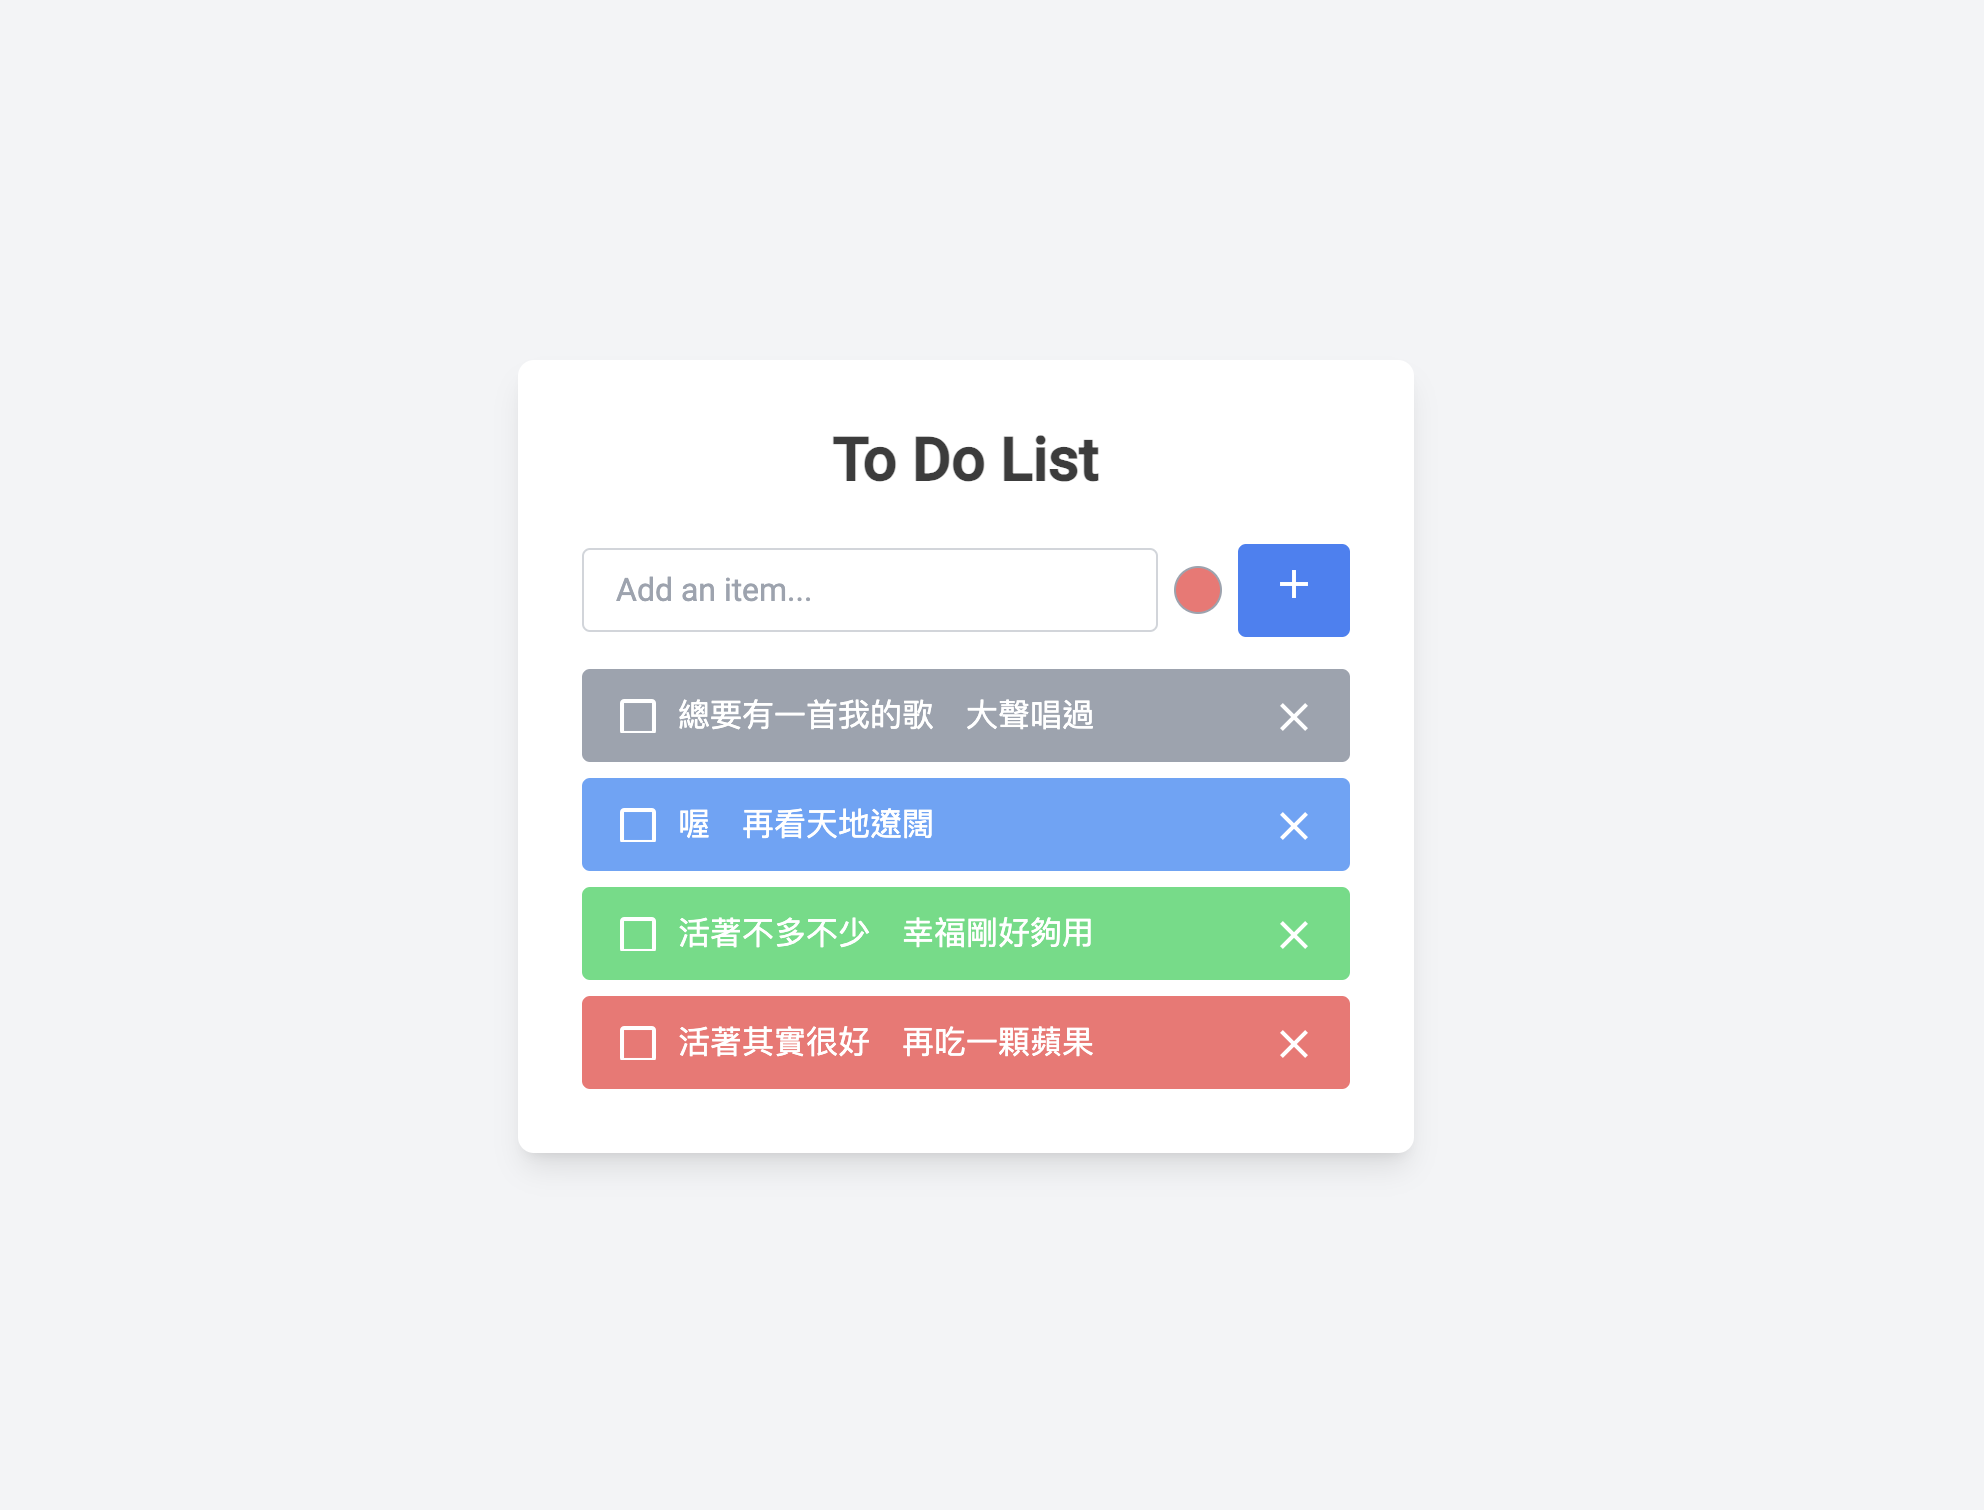 To Do List
Add an item...
總要有一首我的歌　大聲唱過
喔　再看天地遼闊
活著不多不少　幸福剛好夠用
活著其實很好　再吃一顆蘋果